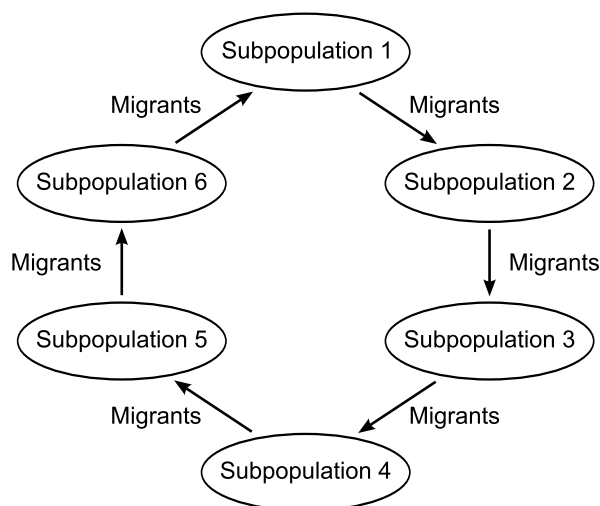 Subpopulation 1
Migrants
Migrants
Subpopulation 6
Subpopulation 2
Migrants
Migrants
Subpopulation 5
Subpopulation 3
Migrants
Migrants
Subpopulation 4